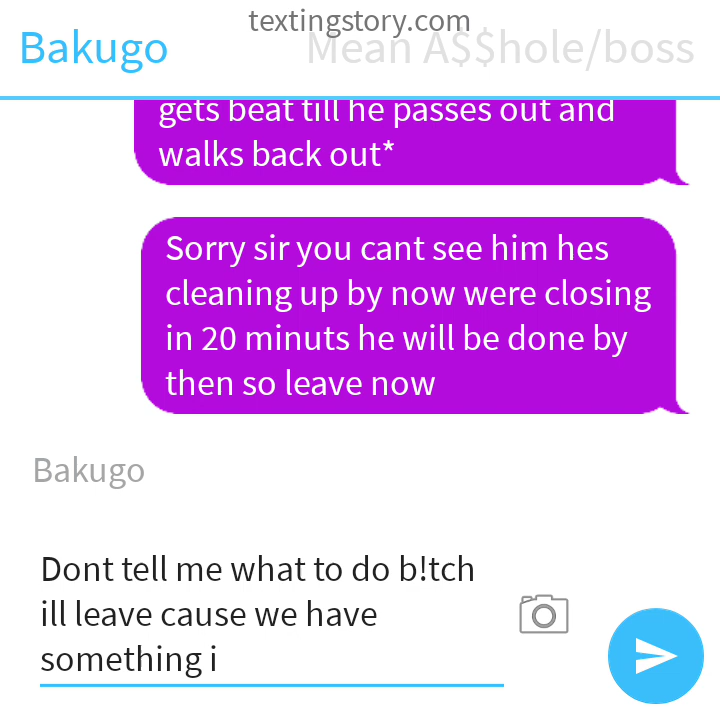 textingstory.com
Bakugo
Mean A$$hole/boss
gets beat till he passes out and
walks back out*
Sorry sir you cant see him hes
cleaning up by now were closing
in 20 minuts he will be done by
then so leave now
Bakugo
Dont tell me what to do b!tch
ill leave cause we have
something i